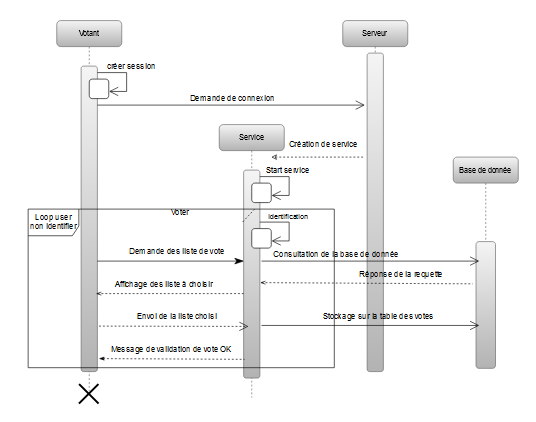 Votant
Serveur
créer session
Demande de connexion
Service
Création de service
Start service
Base de donnée
Voter
Loop user
non identifier
Identification
Demande des liste de vote
Consultation de la base de donnée
Réponse de la requette
Affichage des liste à choisir
Envoi de la liste choisi
Stockage sur la table des votes
Message de validation de vote OK